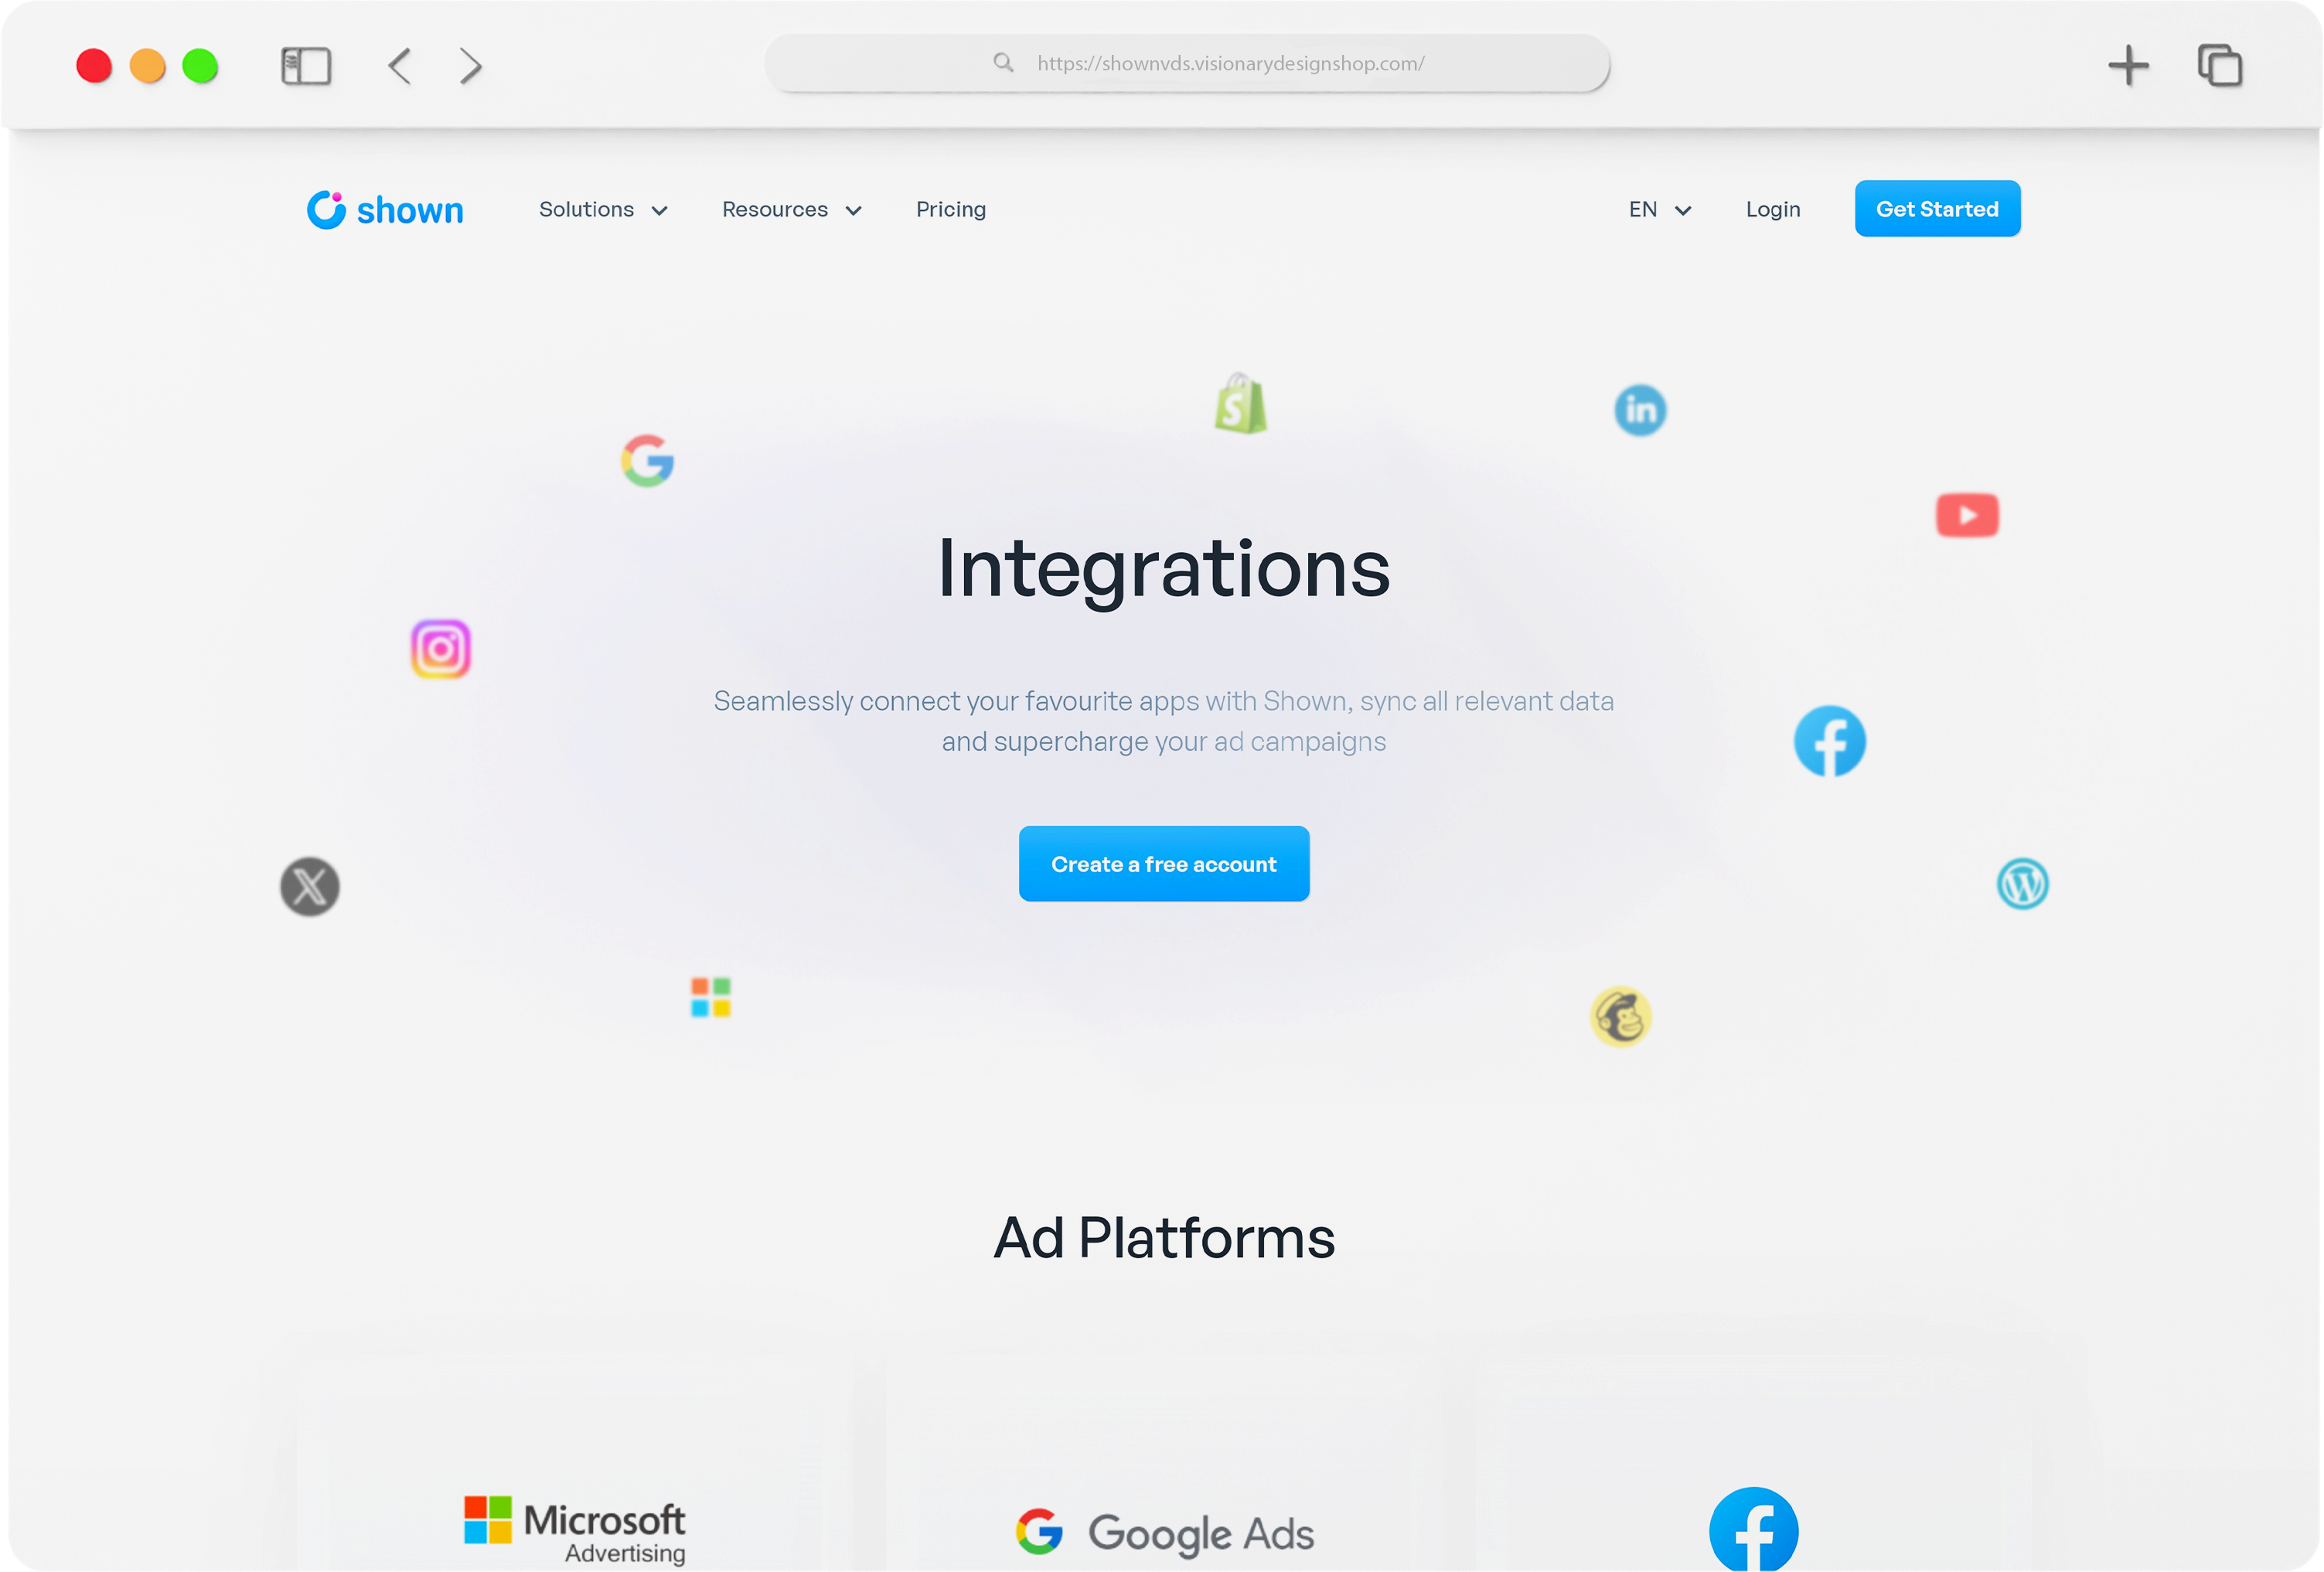 https://shownvds.visionarydesignshop.com/
shown Solutions Resources Pricing EN Login Get Started
Integrations
Seamlessly connect your favourite apps with Shown, sync all relevant data
and supercharge your ad campaigns
Create a free account
Ad Platforms
Microsoft
Advertising
Google Ads